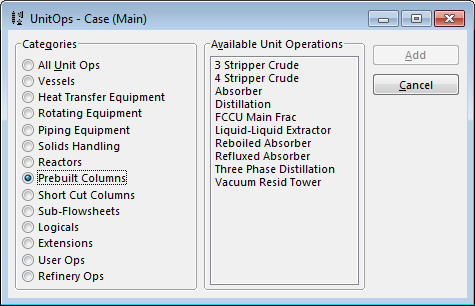 UnitOps - Case (Main)
Categories
All Unit Ops
Vessels
Heat Transfer Equipment
Rotating Equipment
Piping Equipment
Solids Handling
Reactors
Prebuilt Columns
Short Cut Columns
Sub-Flowsheets
Logicals
Extensions
User Ops
Refinery Ops
Available Unit Operations
3 Stripper Crude
4 Stripper Crude
Absorber
Distillation
FCCU Main Frac
Liquid-Liquid Extractor
Reboiled Absorber
Refluxed Absorber
Three Phase Distillation
Vacuum Resid Tower
Add
Cancel